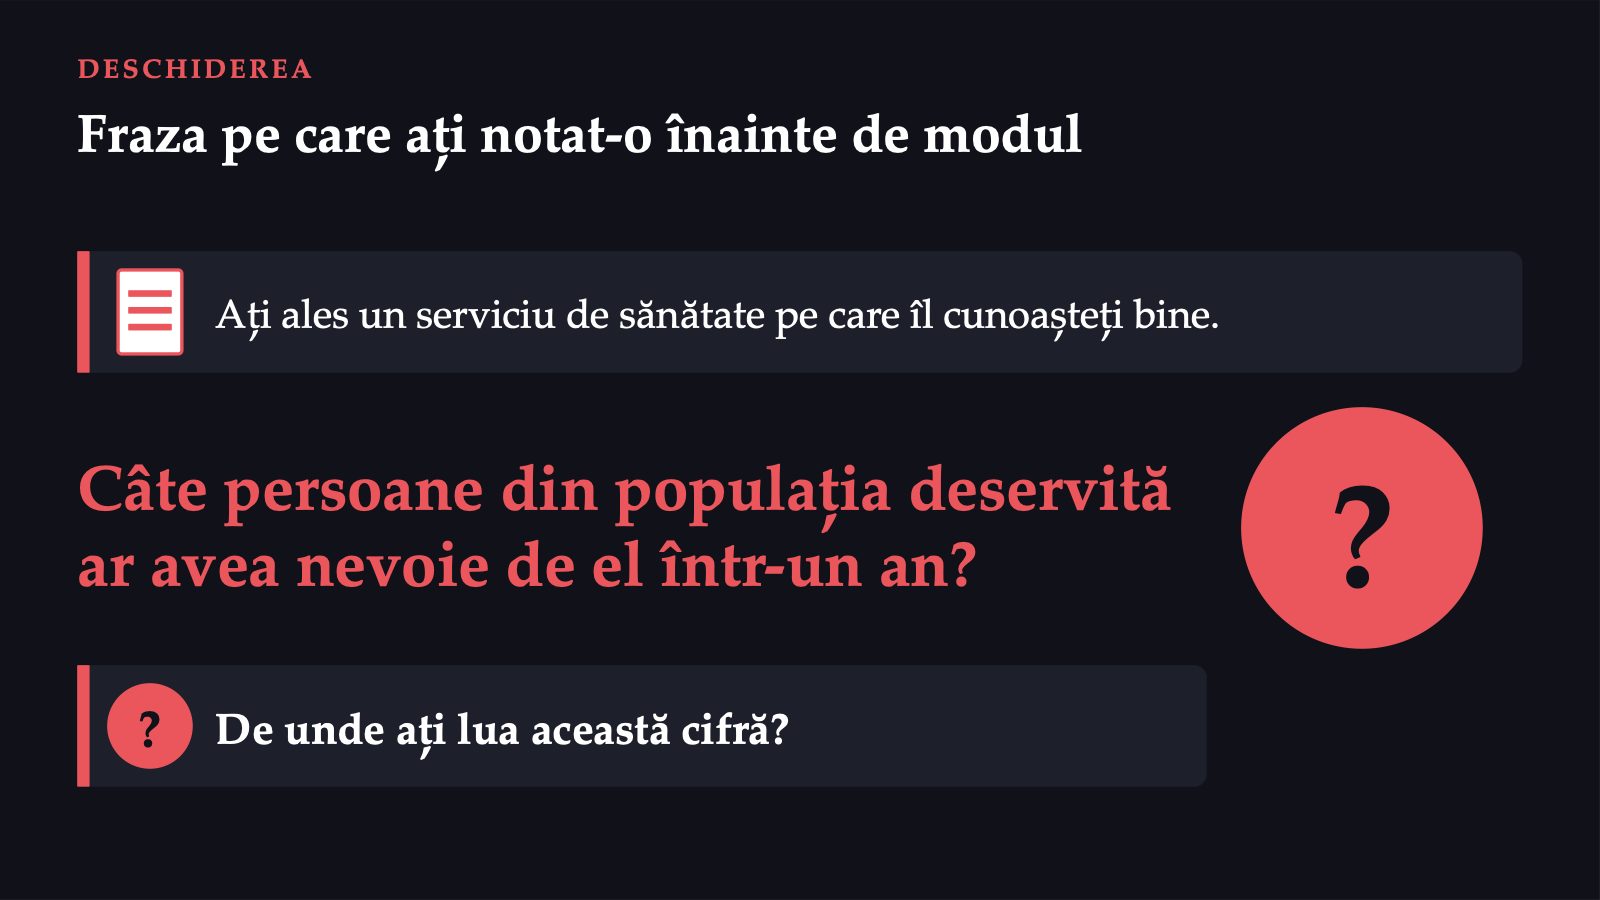 DESCHIDEREA
Fraza pe care ați notat-o înainte de modul
Ați ales un serviciu de sănătate pe care îl cunoașteți bine.
Câte persoane din populația deservită
ar avea nevoie de el într-un an?
?
?
De unde ați lua această cifră?